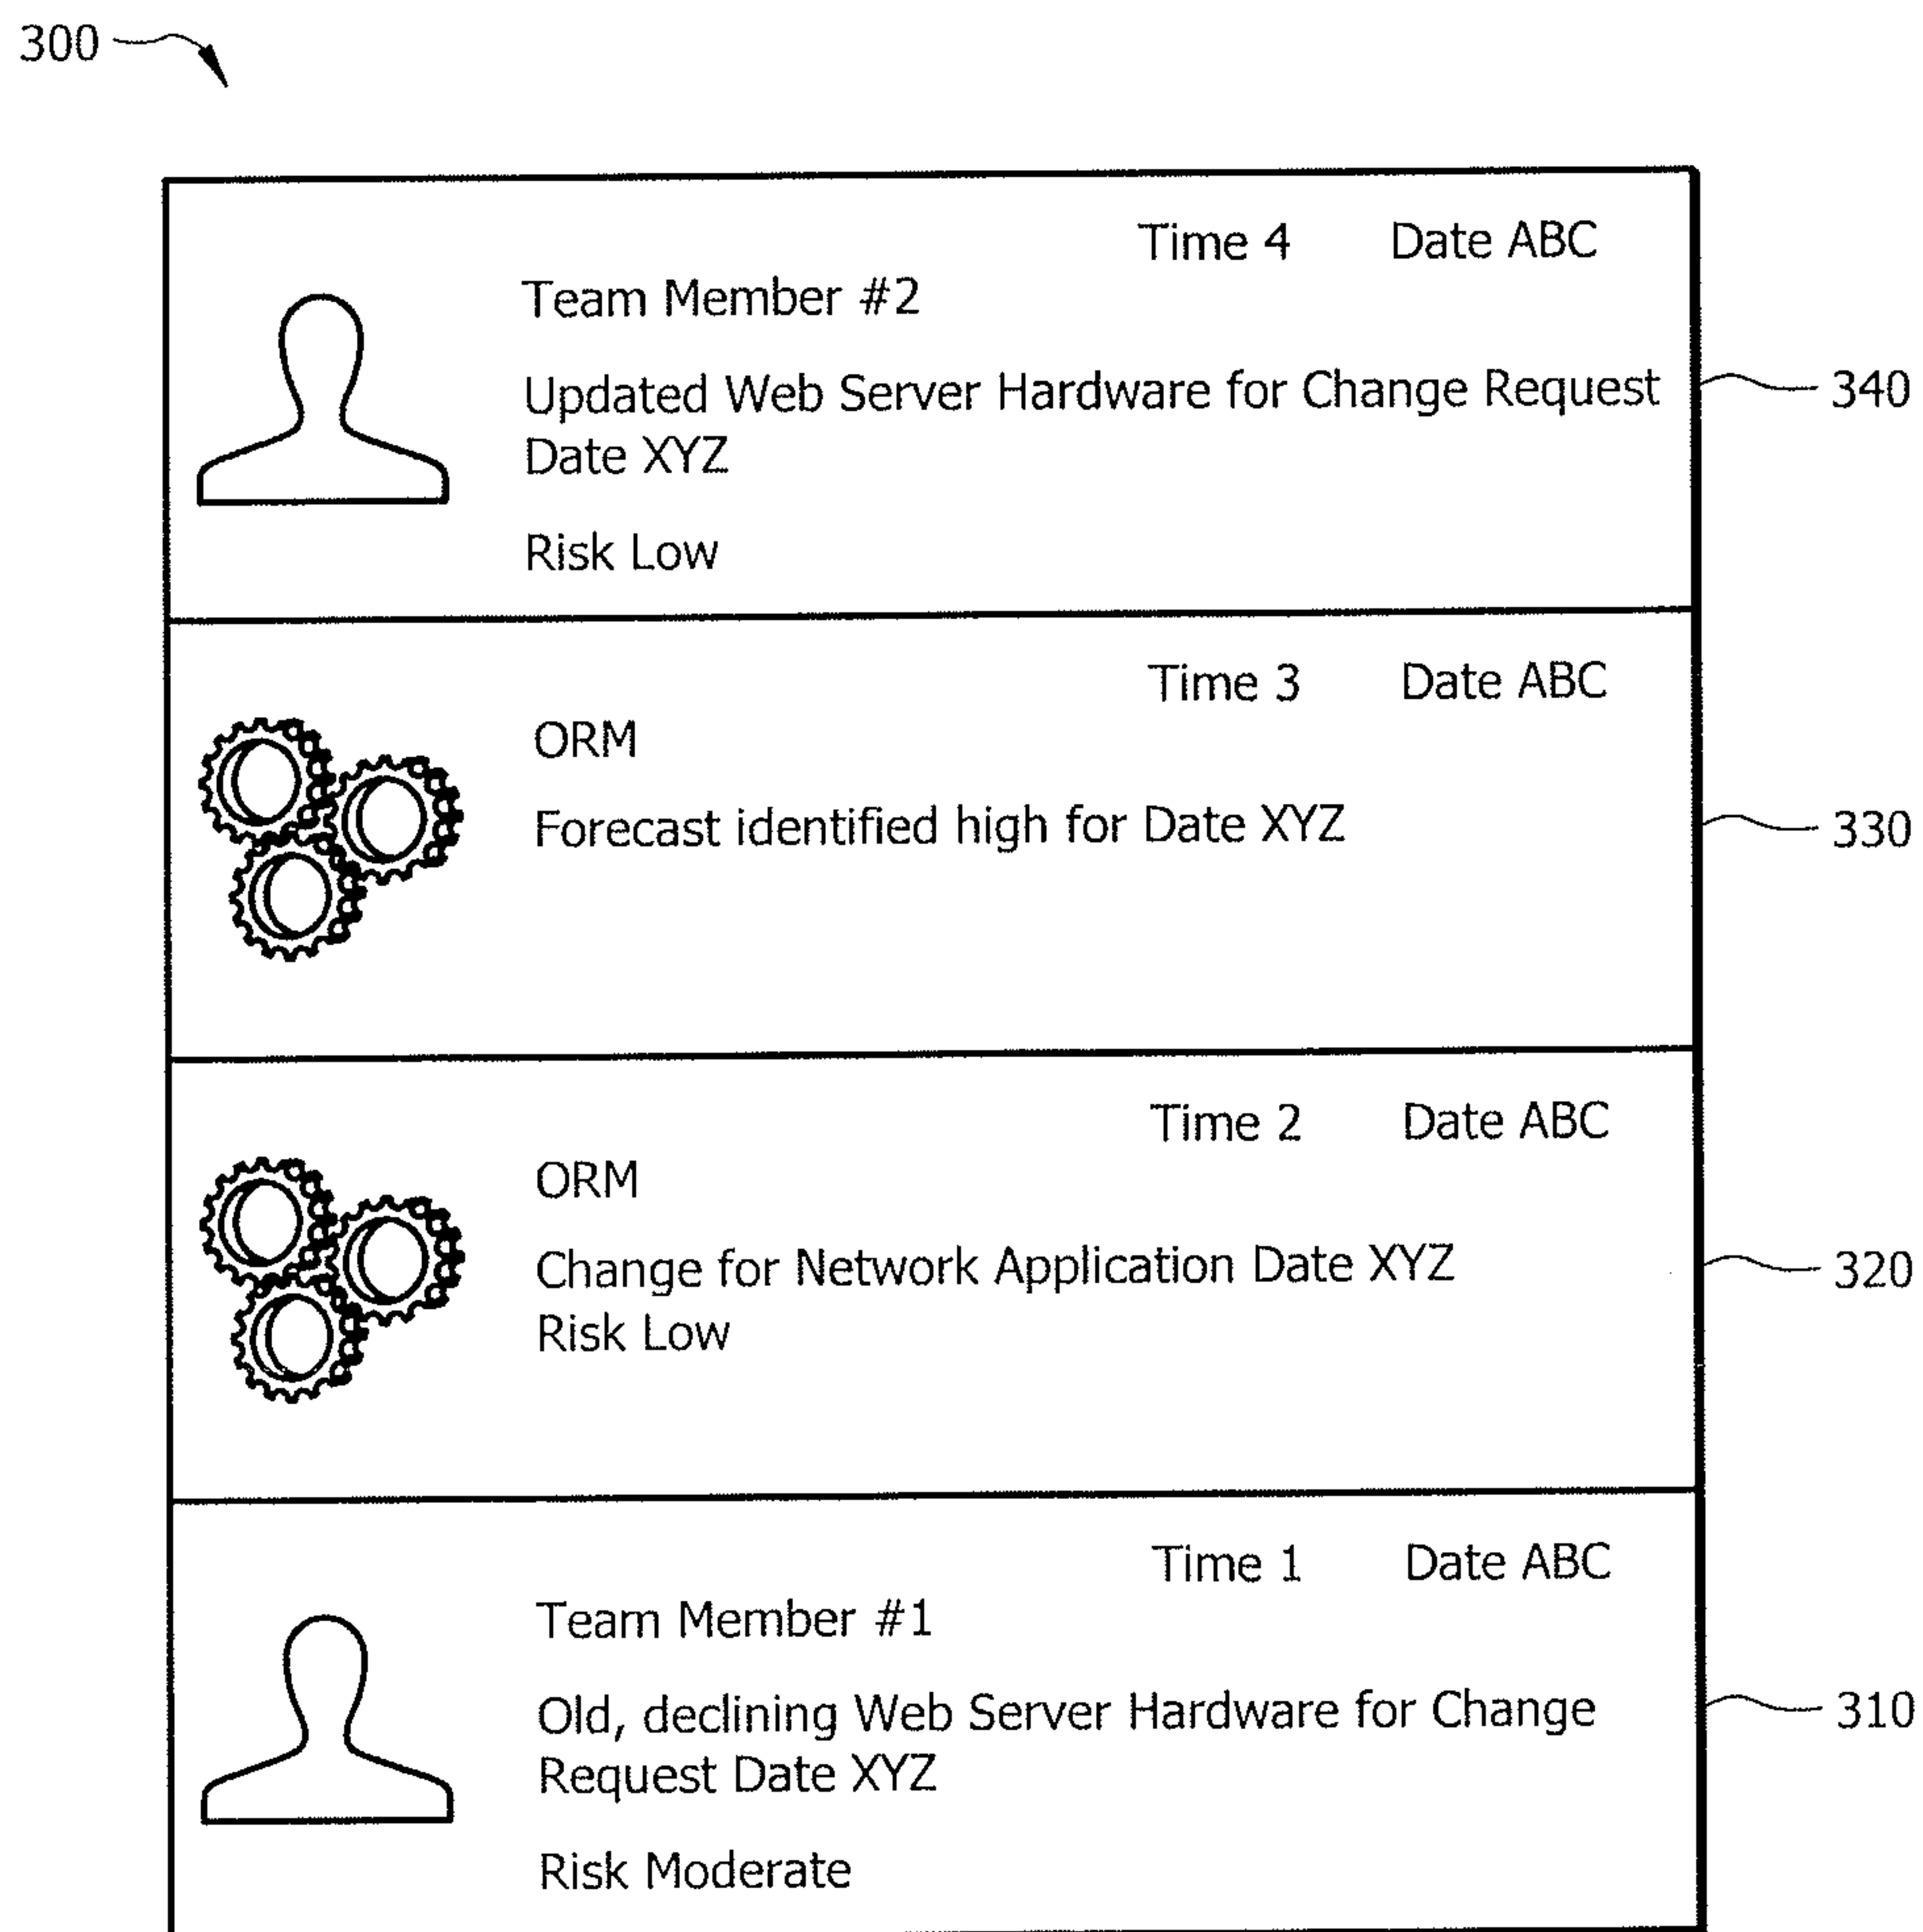 300
Time 4 Date ABC
Team Member #2
Updated Web Server Hardware for Change Request
Date XYZ
Risk Low
340
Time 3 Date ABC
ORM
Forecast identified high for Date XYZ
330
Time 2 Date ABC
ORM
Change for Network Application Date XYZ
Risk Low
320
Time 1 Date ABC
Team Member #1
Old, declining Web Server Hardware for Change
Request Date XYZ
Risk Moderate
310